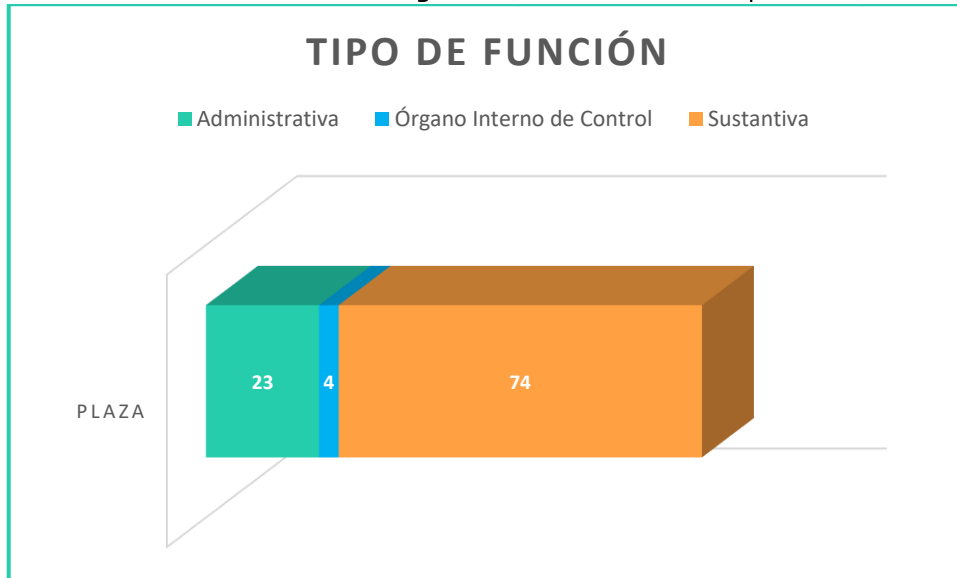 TIPO DE FUNCIÓN
Administrativa Órgano Interno de Control Sustantiva
23 4 74
PLAZA